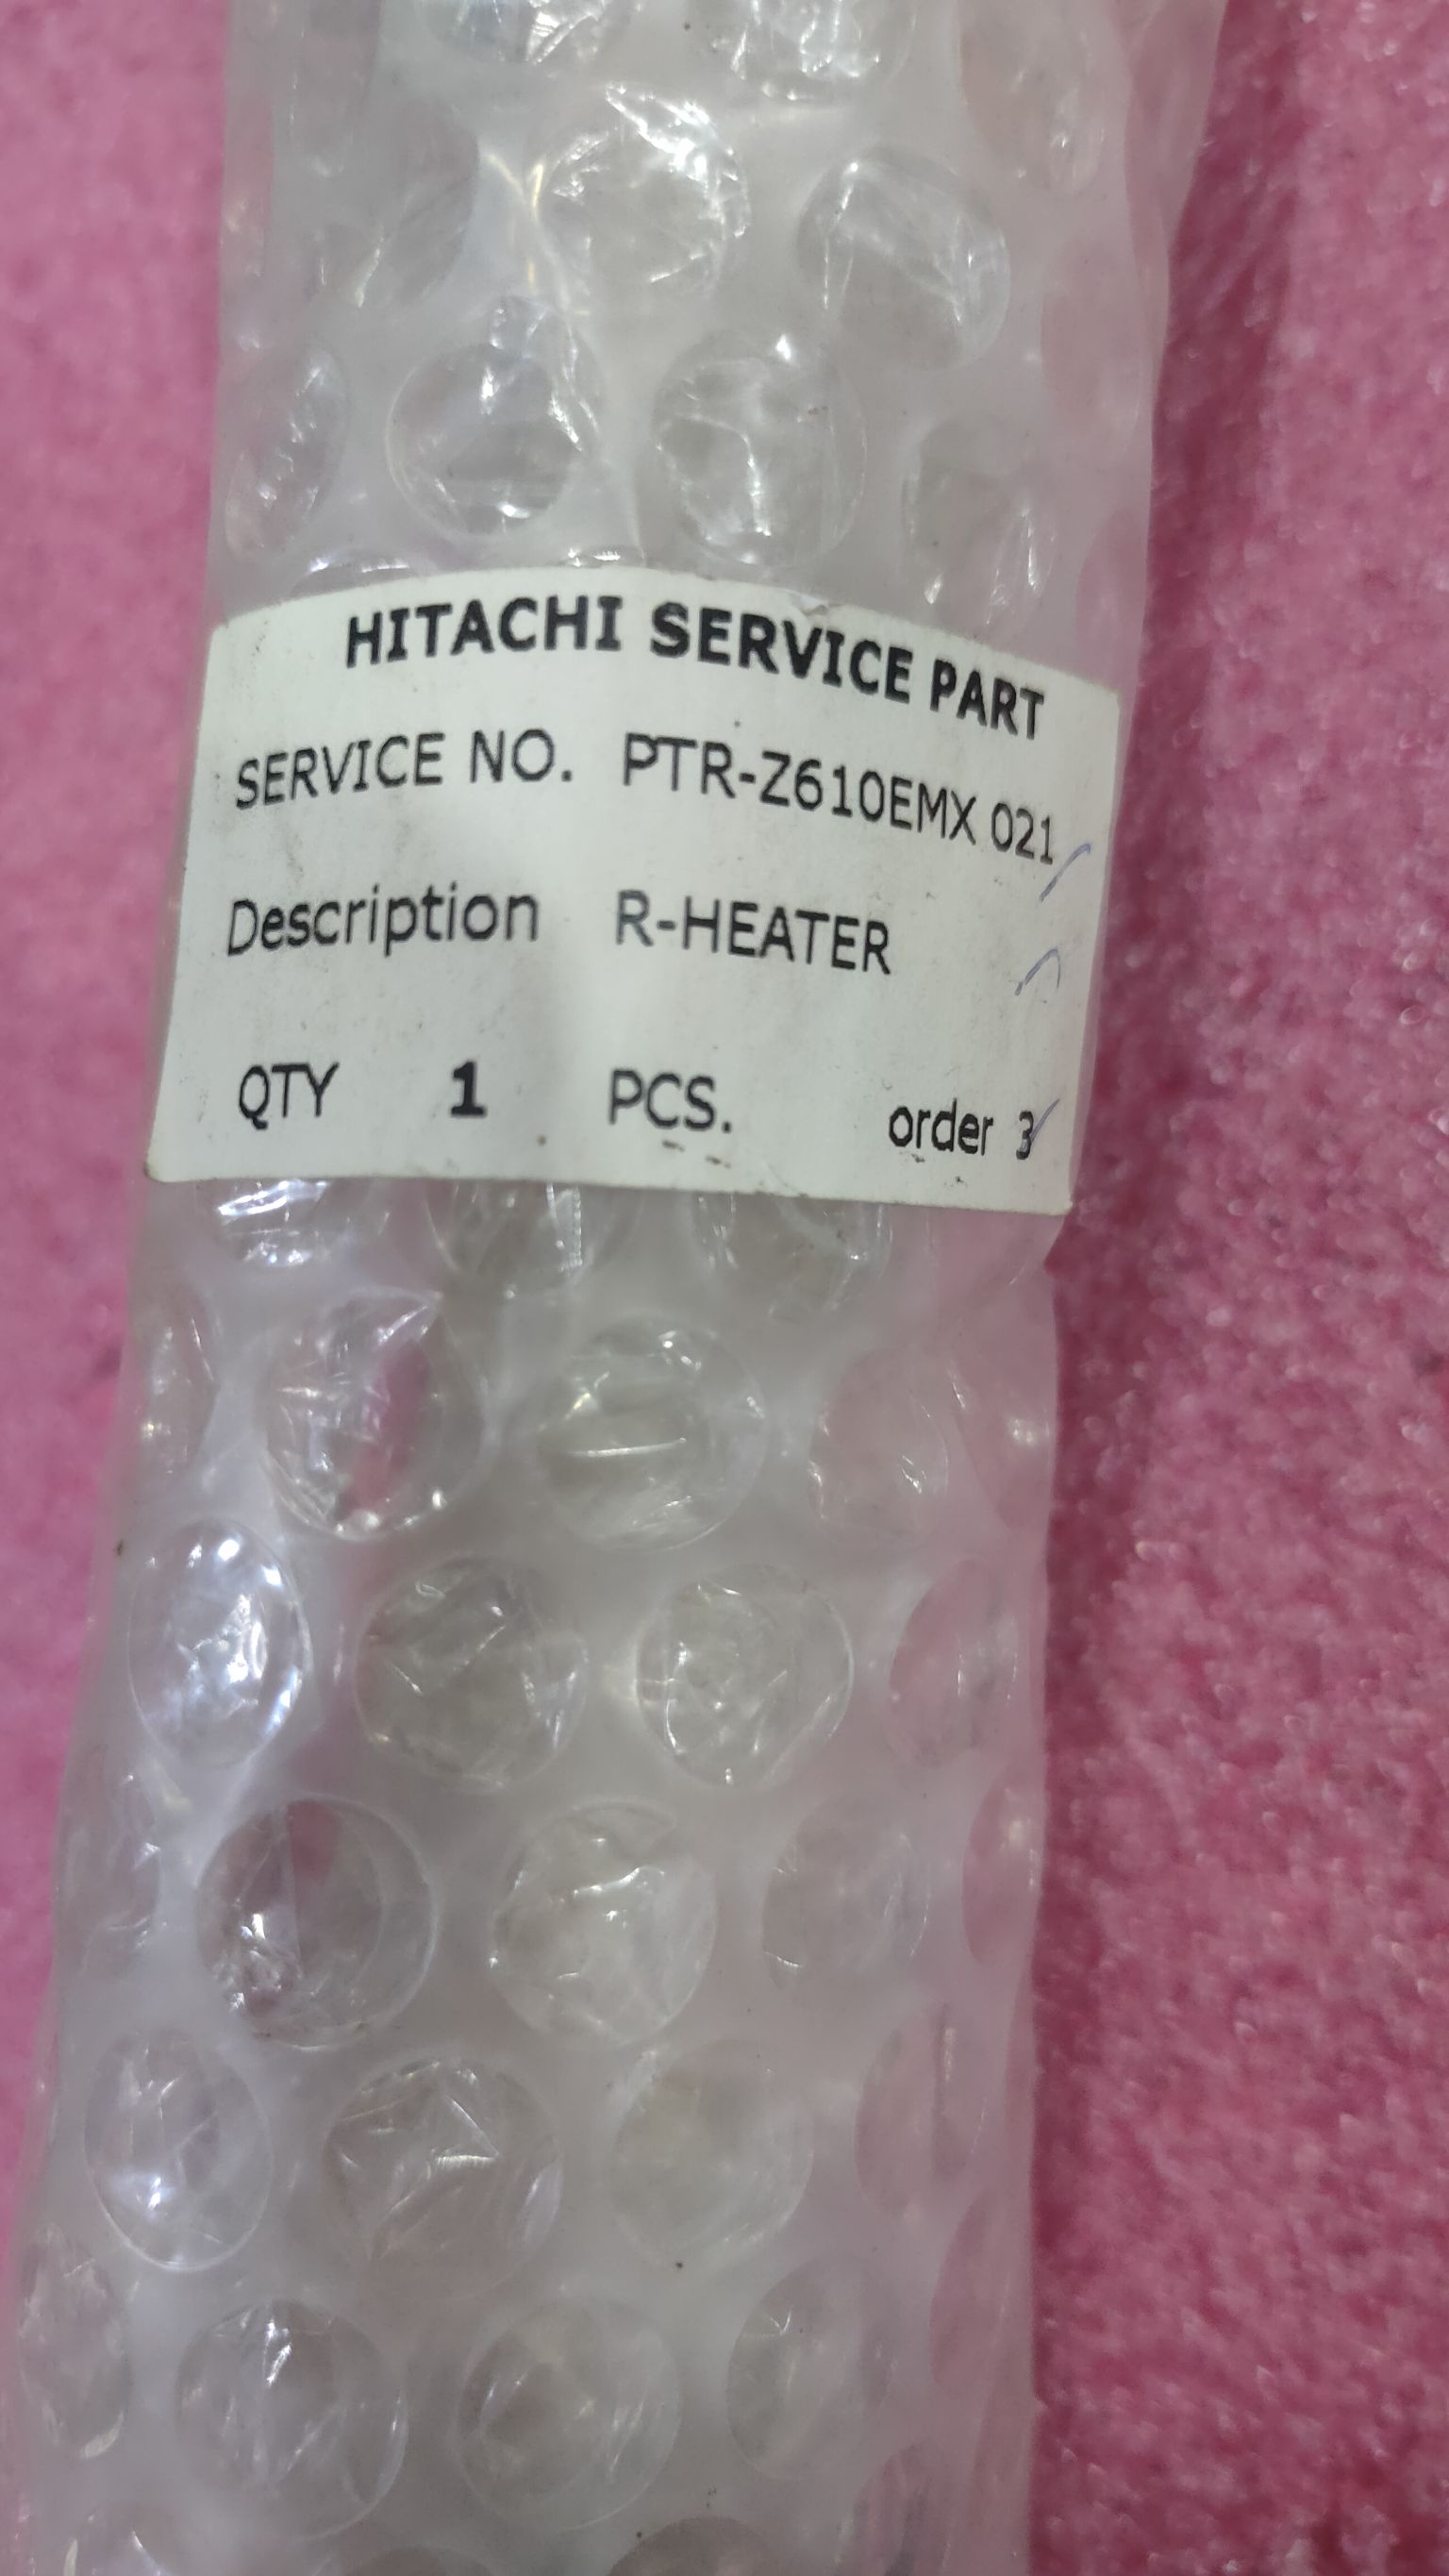 HITACHI SERVICE PART
SERVICE NO. PTR-Z610EMX 021
Description R-HEATER
QTY 1 PCS. order 3